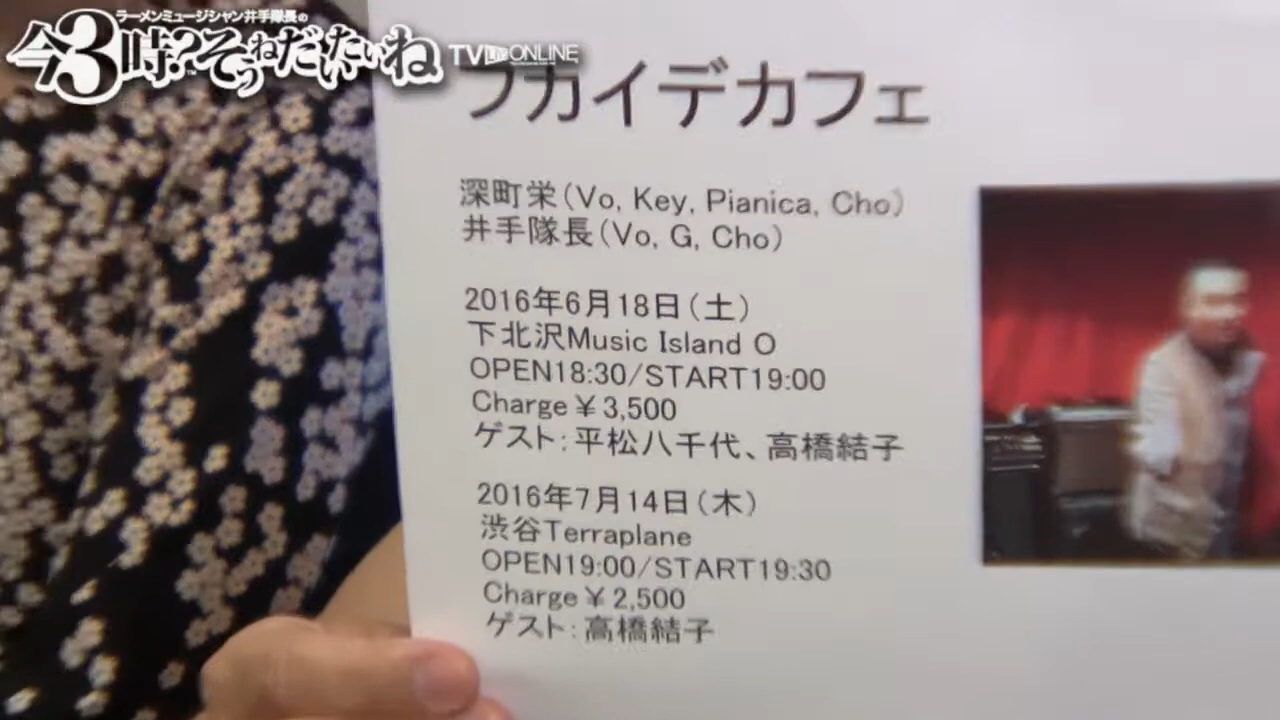 ラーメンミュージシャン井手隊長の
今3時?そうねだいたいね
TV LIVE ONLINE
フカイデカフェ
深町栄(Vo, Key, Pianica, Cho)
井手隊長(Vo, G, Cho)
2016年6月18日(土)
下北沢Music Island O
OPEN18:30/START19:00
Charge¥3,500
ゲスト:平松八千代、高橋結子
2016年7月14日(木)
渋谷Terraplane
OPEN19:00/START19:30
Charge¥2,500
ゲスト:高橋結子